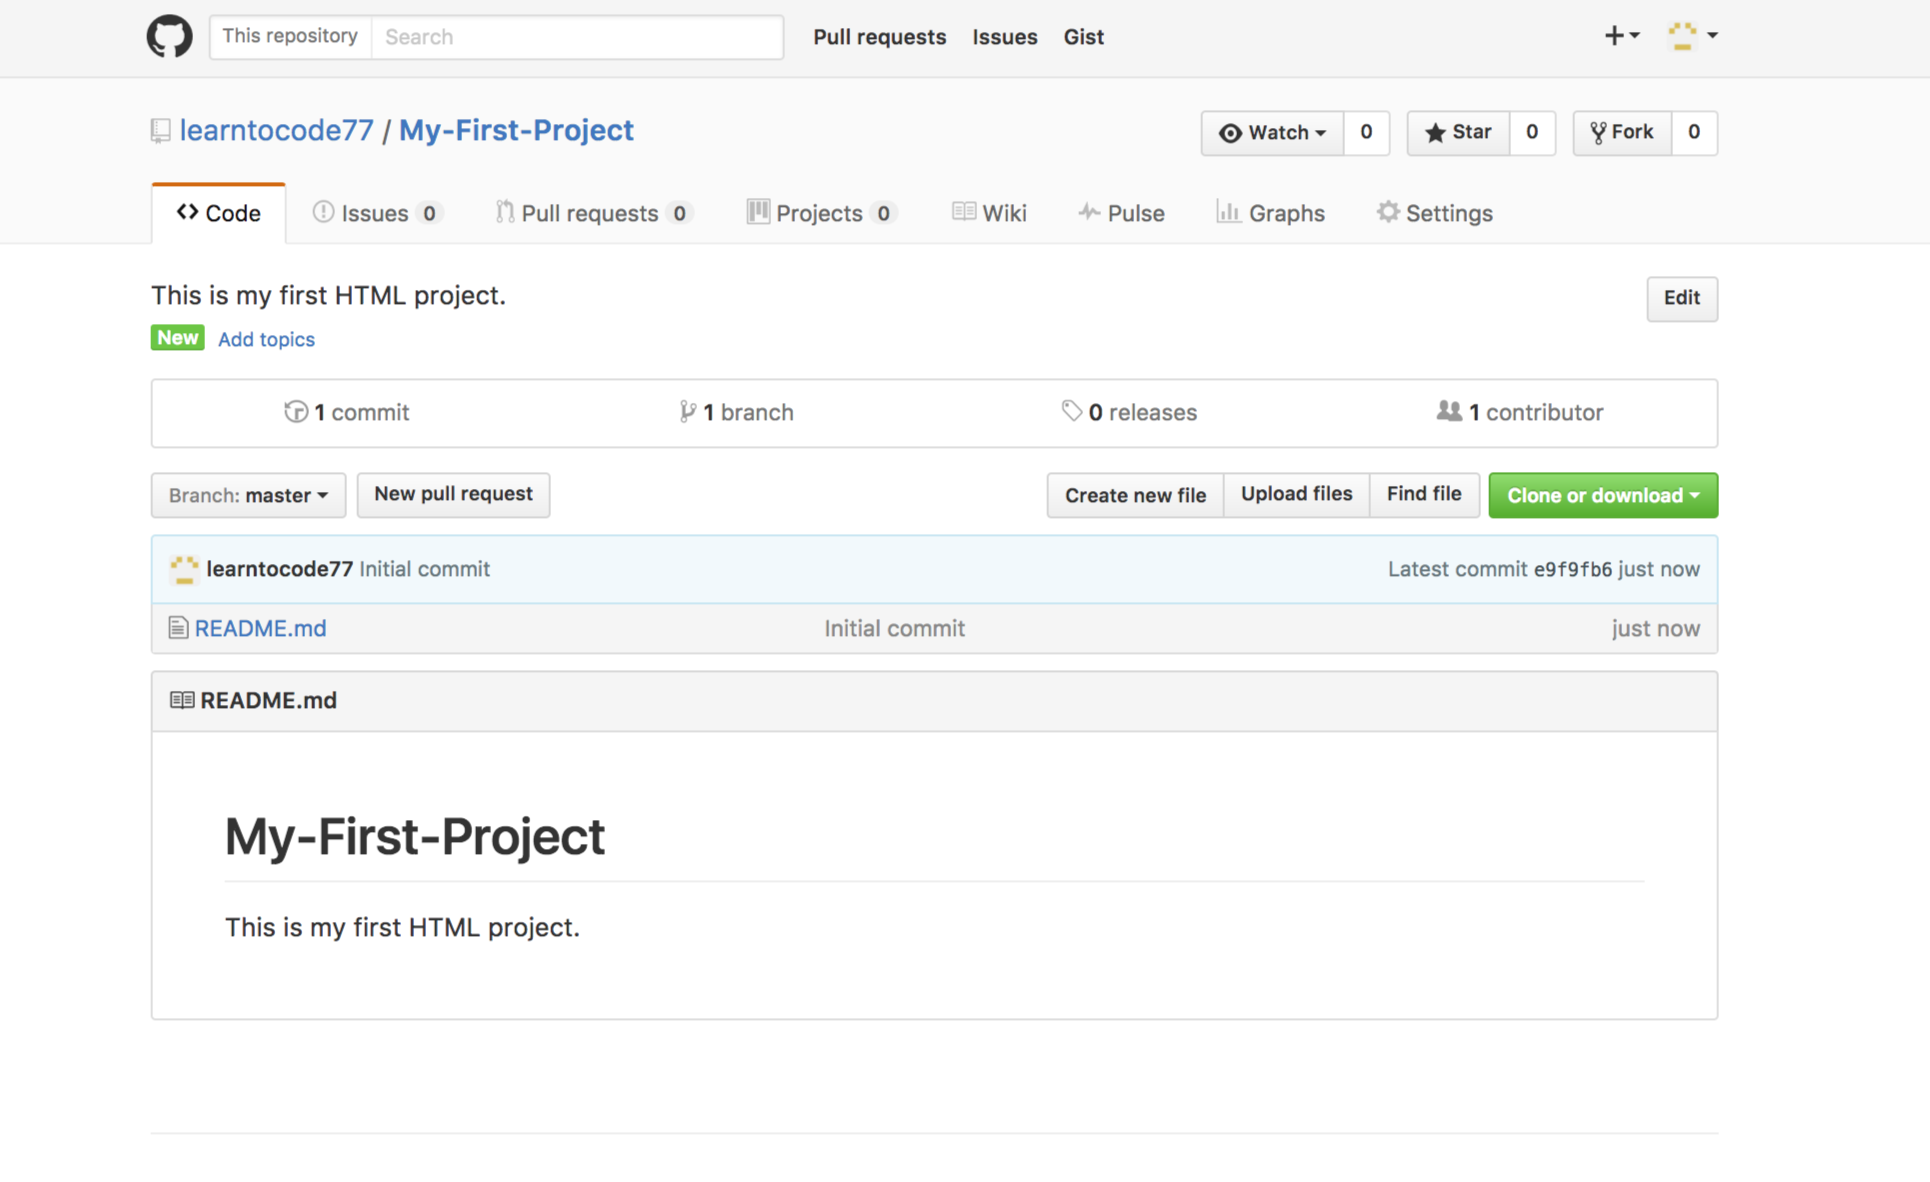 This repository Search Pull requests Issues Gist
learntocode77 / My-First-Project Watch 0 Star 0 Fork 0
Code Issues 0 Pull requests 0 Projects 0 Wiki Pulse Graphs Settings
This is my first HTML project. Edit
New Add topics
1 commit 1 branch 0 releases 1 contributor
Branch: master New pull request Create new file Upload files Find file Clone or download
learntocode77 Initial commit Latest commit e9f9fb6 just now
README.md Initial commit just now
README.md
My-First-Project
This is my first HTML project.